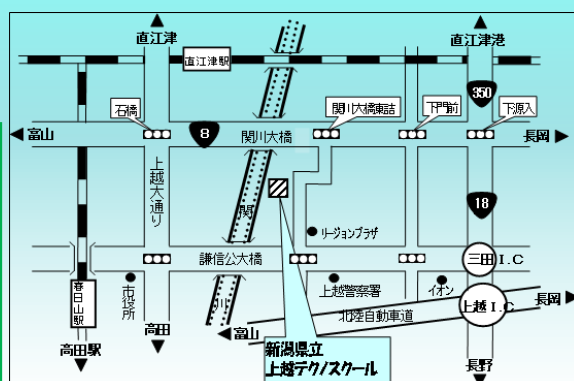 直江津
直江津港
直江津駅
350
石橋
関川大橋東詰
下門前
下源入
富山
8
関川大橋
長岡
上越大通り
関
18
リージョンプラザ
謙信公大橋
三田I.C
春日山駅
市役所
川
上越警察署
イオン
上越I.C
長岡
北陸自動車道
高田駅
高田
富山
長野
新潟県立
上越テクノスクール